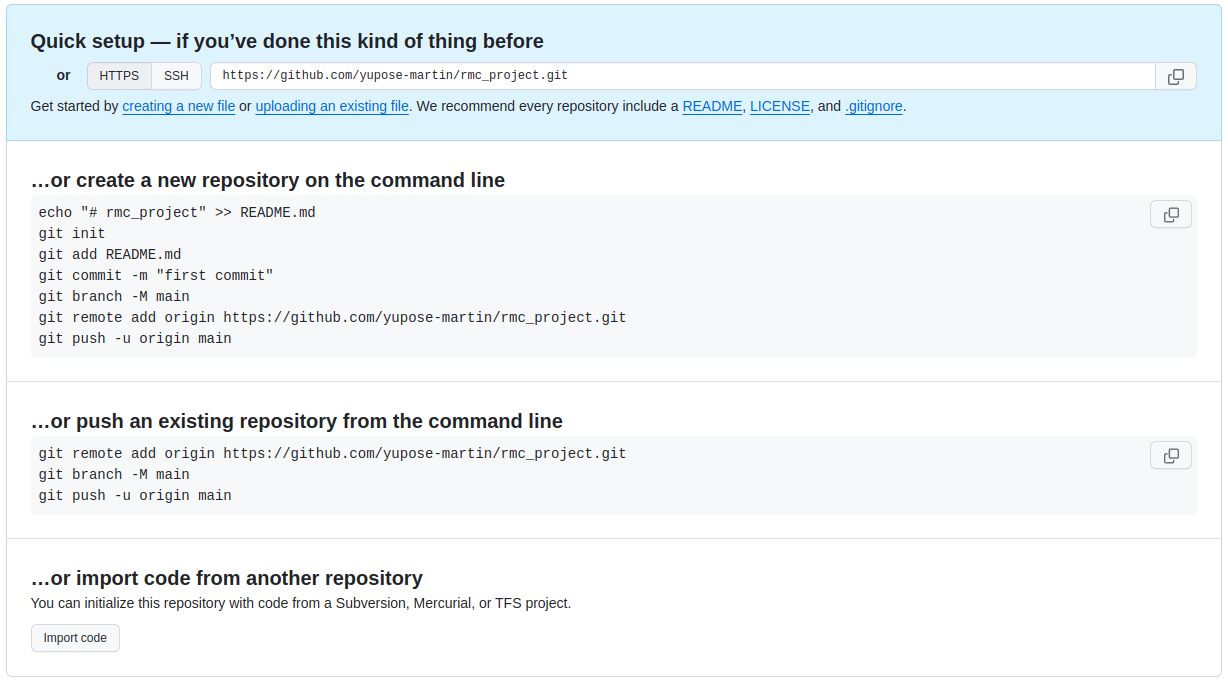 Quick setup — if you’ve done this kind of thing before
or HTTPS SSH https://github.com/yupose-martin/rmc_project.git
Get started by creating a new file or uploading an existing file. We recommend every repository include a README, LICENSE, and .gitignore.
…or create a new repository on the command line
echo "# rmc_project" >> README.md
git init
git add README.md
git commit -m "first commit"
git branch -M main
git remote add origin https://github.com/yupose-martin/rmc_project.git
git push -u origin main
…or push an existing repository from the command line
git remote add origin https://github.com/yupose-martin/rmc_project.git
git branch -M main
git push -u origin main
…or import code from another repository
You can initialize this repository with code from a Subversion, Mercurial, or TFS project.
Import code